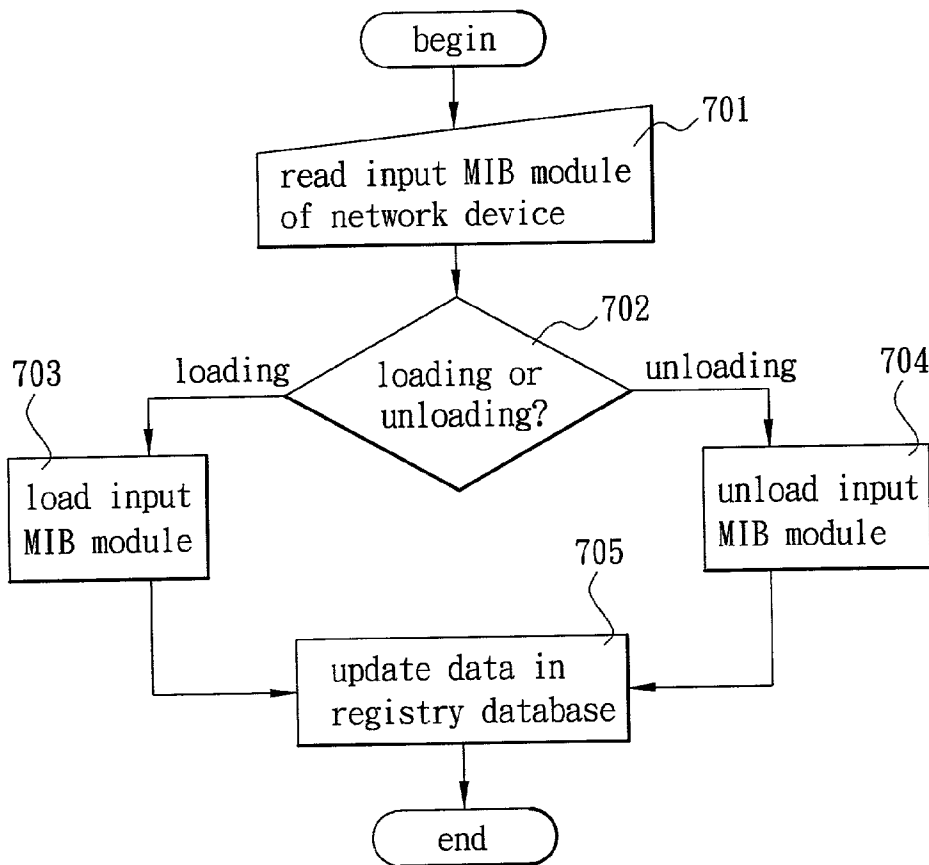 begin
701
read input MIB module
of network device
702
703
loading
loading or
unloading?
unloading
704
load input
MIB module
unload input
MIB module
705
update data in
registry database
end